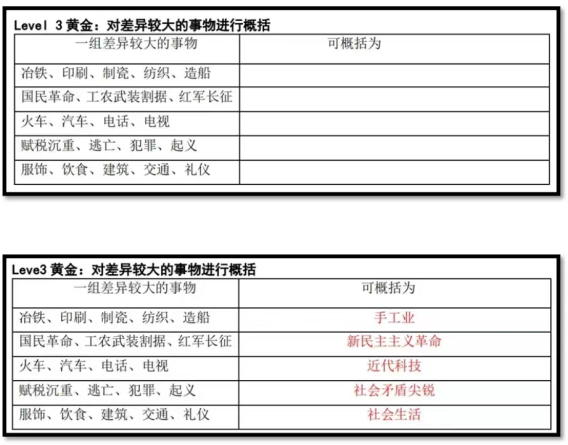 Level 3黄金：对差异较大的事物进行概括
一组差异较大的事物 可概括为
冶铁、印刷、制瓷、纺织、造船
国民革命、工农武装割据、红军长征
火车、汽车、电话、电视
赋税沉重、逃亡、犯罪、起义
服饰、饮食、建筑、交通、礼仪
Leve3黄金：对差异较大的事物进行概括
一组差异较大的事物 可概括为
冶铁、印刷、制瓷、纺织、造船 手工业
国民革命、工农武装割据、红军长征 新民主主义革命
火车、汽车、电话、电视 近代科技
赋税沉重、逃亡、犯罪、起义 社会矛盾尖锐
服饰、饮食、建筑、交通、礼仪 社会生活